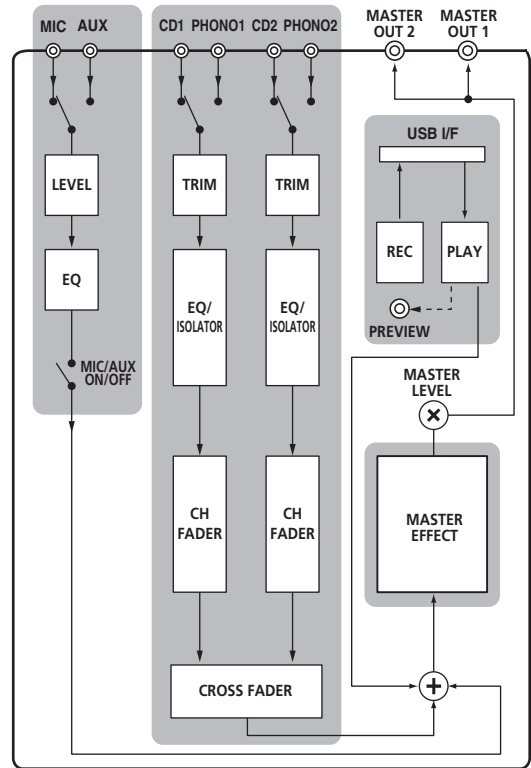 MIC AUX CD1 PHONO1 CD2 PHONO2 MASTER OUT 2 MASTER OUT 1
LEVEL
EQ
MIC/AUX
ON/OFF
TRIM
TRIM
EQ/
ISOLATOR
EQ/
ISOLATOR
CH
FADER
CH
FADER
CROSS FADER
USB I/F
REC
PLAY
PREVIEW
MASTER
LEVEL
×
MASTER
EFFECT
+